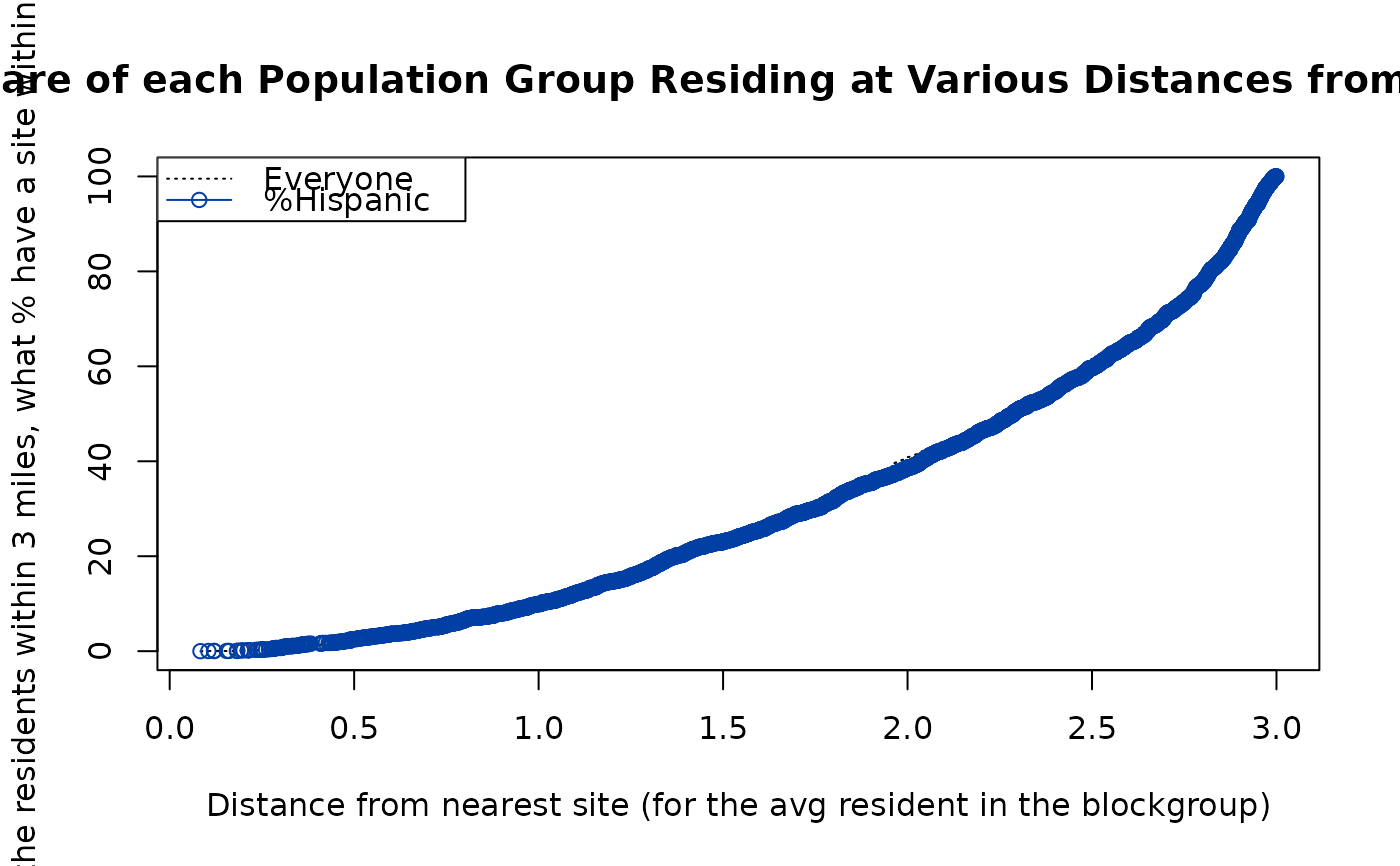 are of each Population Group Residing at Various Distances from
he residents within 3 miles, what % have a site within
Everyone
%Hispanic
100
80
60
40
20
0
0.0 0.5 1.0 1.5 2.0 2.5 3.0
Distance from nearest site (for the avg resident in the blockgroup)